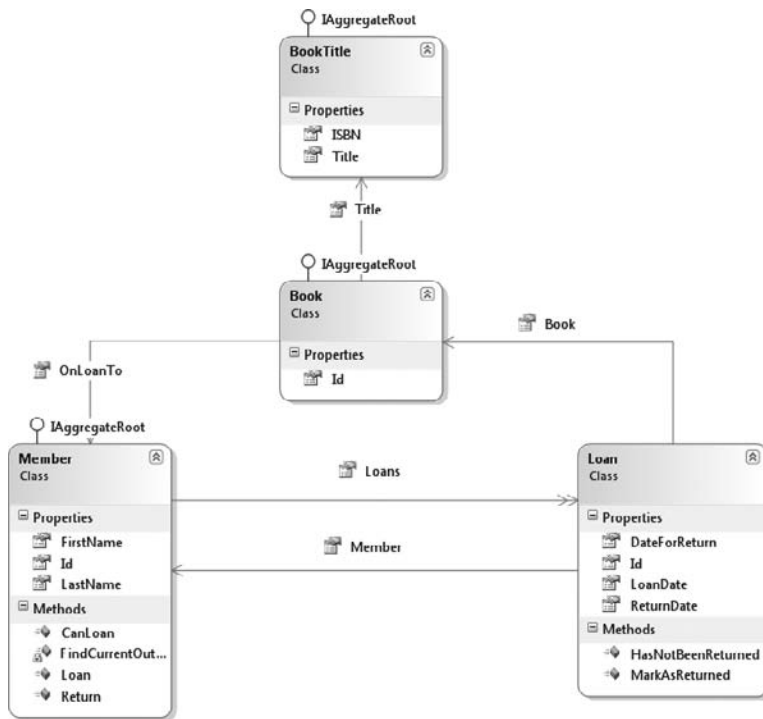 IAggregateRoot
BookTitle
Class
Properties
ISBN
Title
Title
IAggregateRoot
Book
Class
Properties
Id
Book
OnLoanTo
IAggregateRoot
Member
Class
Properties
FirstName
Id
LastName
Methods
CanLoan
FindCurrentOut...
Loan
Return
Loans
Member
Loan
Class
Properties
DateForReturn
Id
LoanDate
ReturnDate
Methods
HasNotBeenReturned
MarkAsReturned